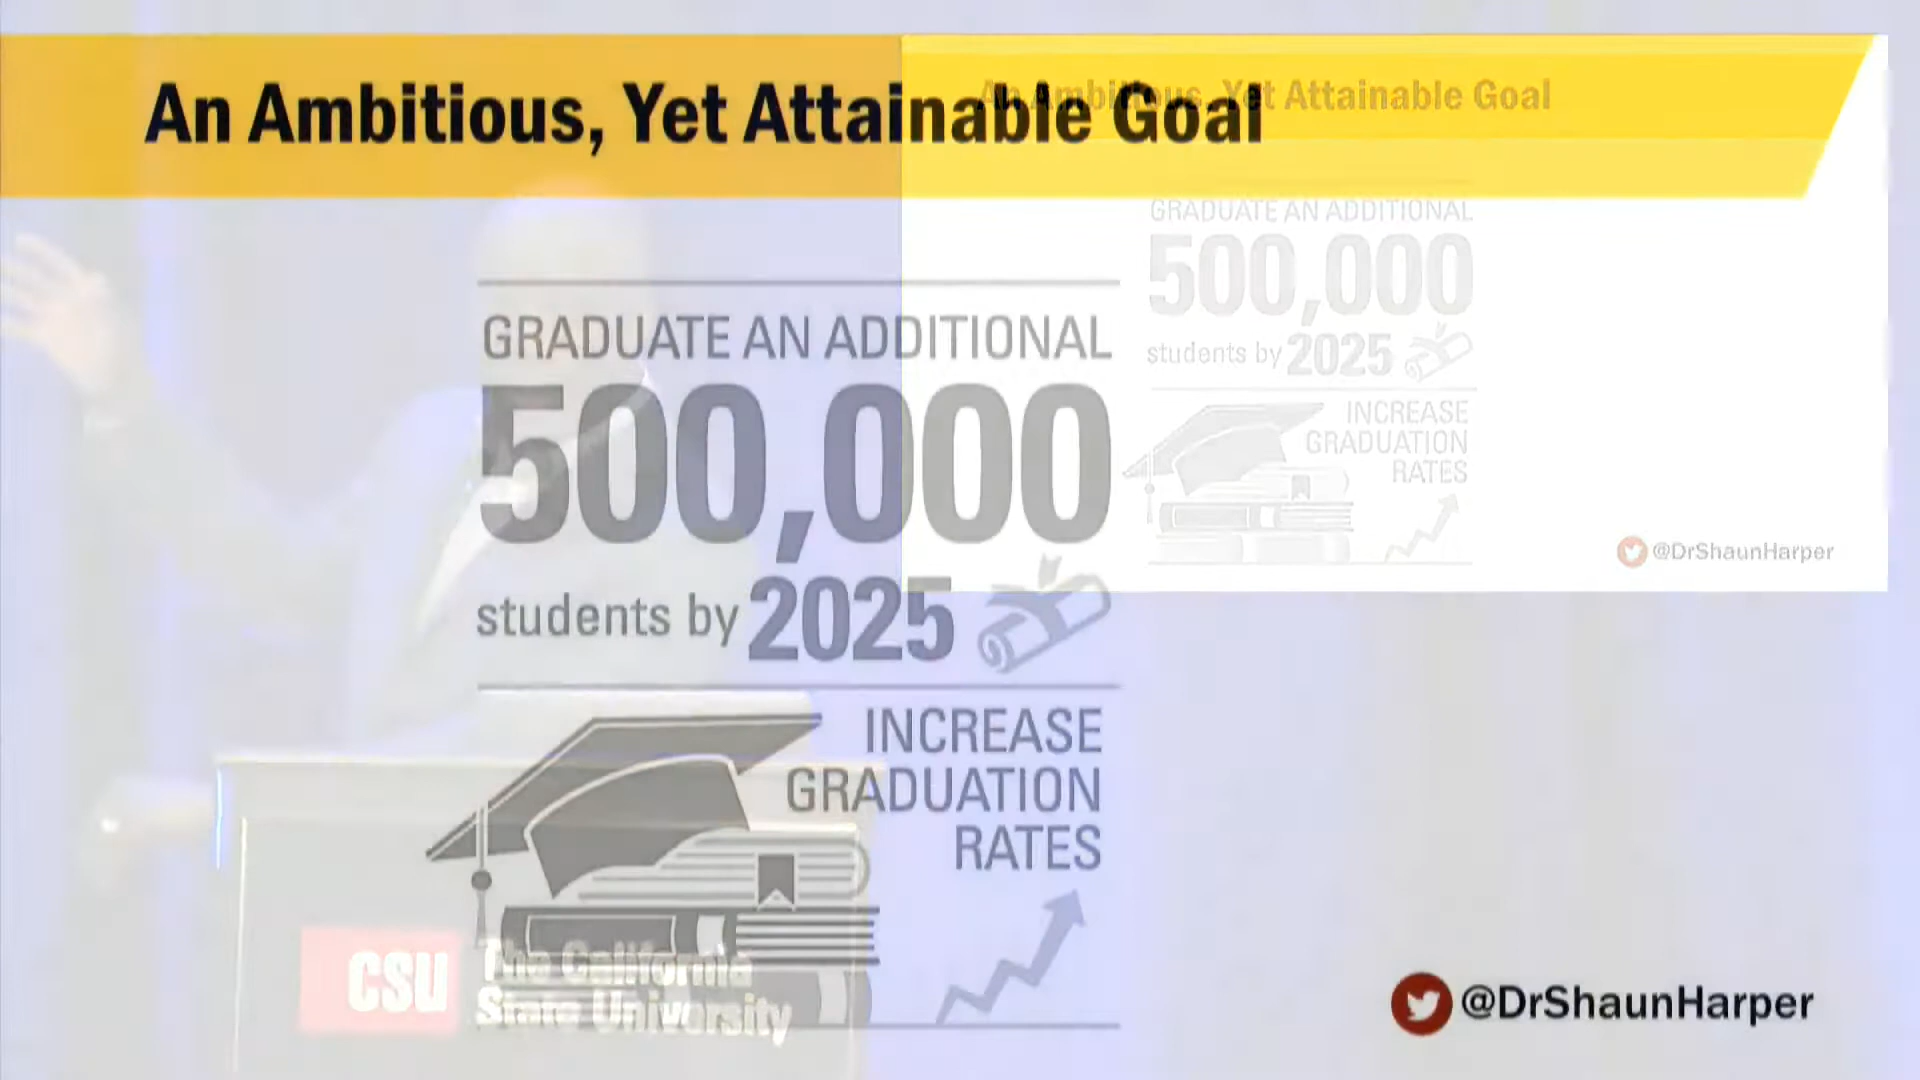 An Ambitious, Yet Attainable Goal
GRADUATE AN ADDITIONAL
500,000
students by 2025
INCREASE
GRADUATION
RATES
@DrShaunHarper
An Ambitious, Yet Attainable Goal
GRADUATE AN ADDITIONAL
500,000
students by 2025
INCREASE
GRADUATION
RATES
@DrShaunHarper
CSU The California
State University